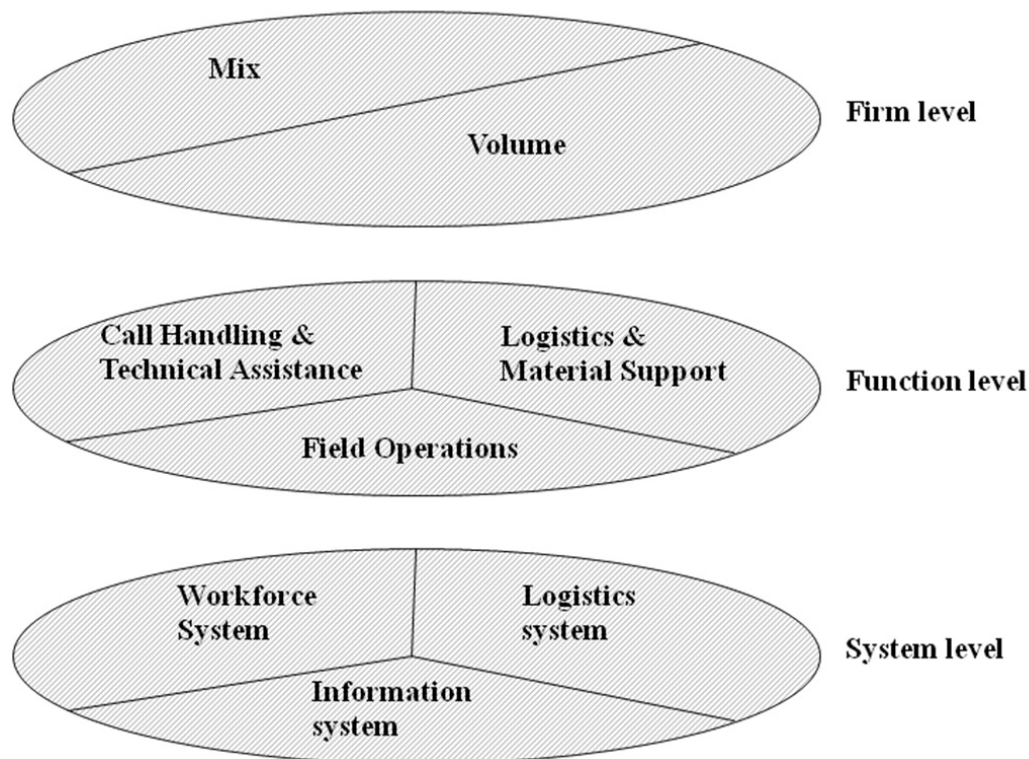 Mix
Volume
Firm level
Call Handling &
Technical Assistance
Logistics &
Material Support
Function level
Field Operations
Workforce
System
Logistics
system
System level
Information
system